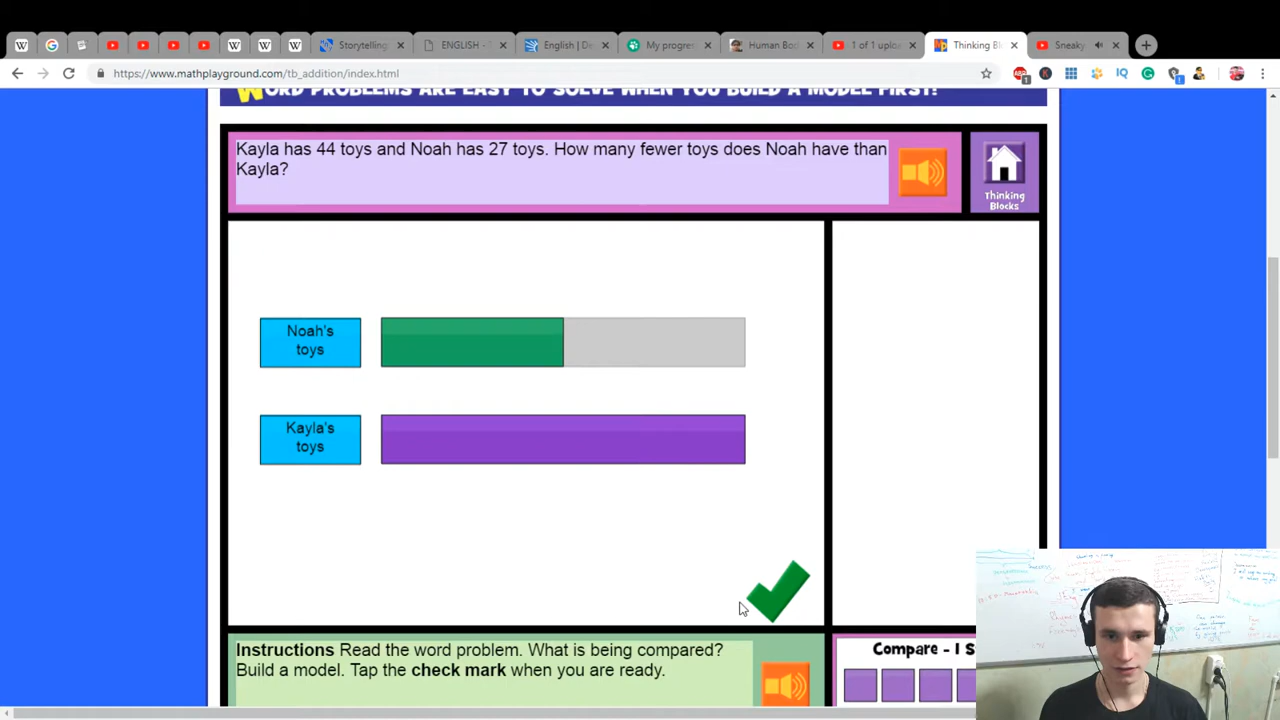 Storytelling
ENGLISH -
English | De
My progre
Human Bod
1 of 1 uploa
Thinking Bl
Sneaky
https://www.mathplayground.com/tb_addition/index.html
WORD PROBLEMS ARE EASY TO SOLVE WHEN YOU BUILD A MODEL FIRST!
Kayla has 44 toys and Noah has 27 toys. How many fewer toys does Noah have than
Kayla?
Thinking
Blocks
Noah's
toys
Kayla's
toys
Instructions Read the word problem. What is being compared?
Build a model. Tap the check mark when you are ready.
Compare - 1 S